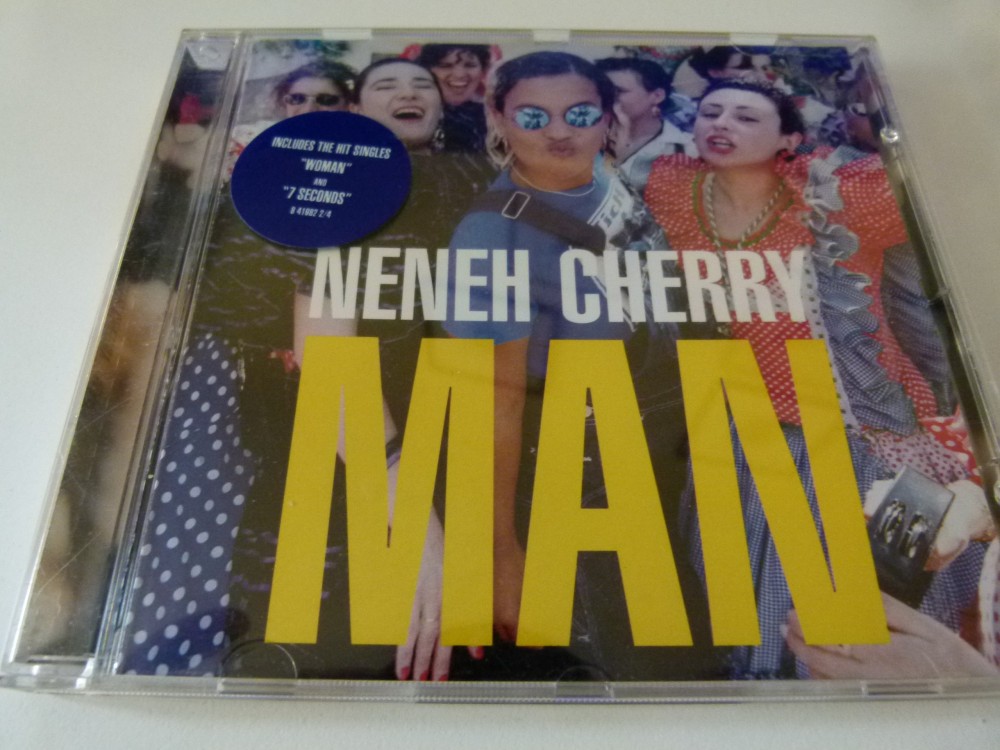 INCLUDES THE HIT SINGLES
"WOMAN"
AND
"7 SECONDS"
NENEH CHERRY
MAN